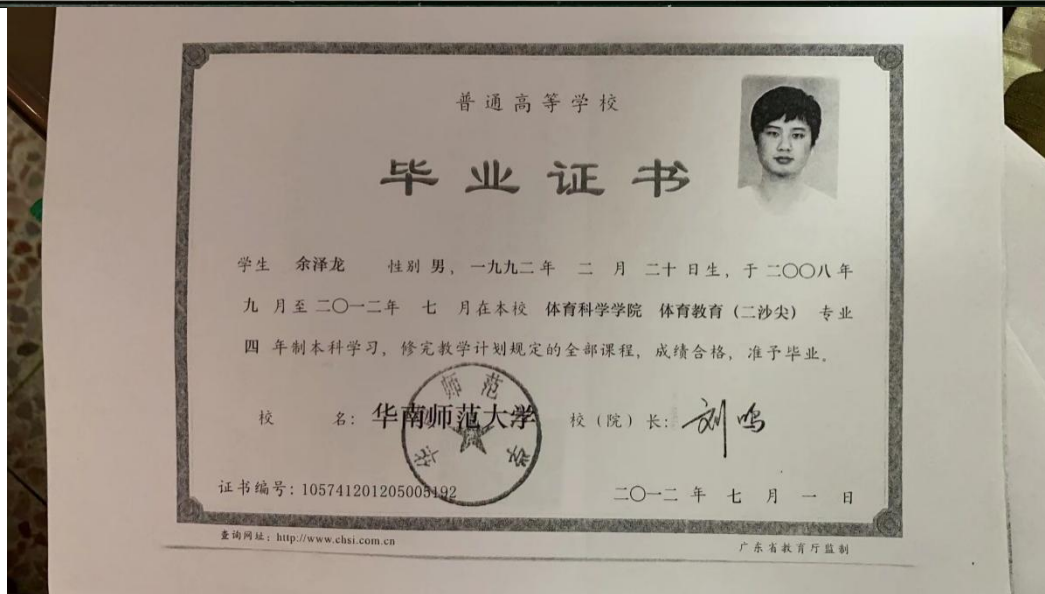 普通高等学校
毕业证书
学生 余泽龙 性别 男，一九九二年 二 月 二十 日生，于 二〇〇八 年
九 月至 二〇一二年 七 月在本校 体育科学学院 体育教育（二沙尖） 专业
四 年制本科学习，修完教学计划规定的全部课程，成绩合格，准予毕业。
校 名：华南师范大学 校（院）长：刘鸣
华 师 范 大 学
证书编号：105741201205005192 二〇一二 年 七 月 一 日
查询网址：http://www.chsi.com.cn 广东省教育厅监制